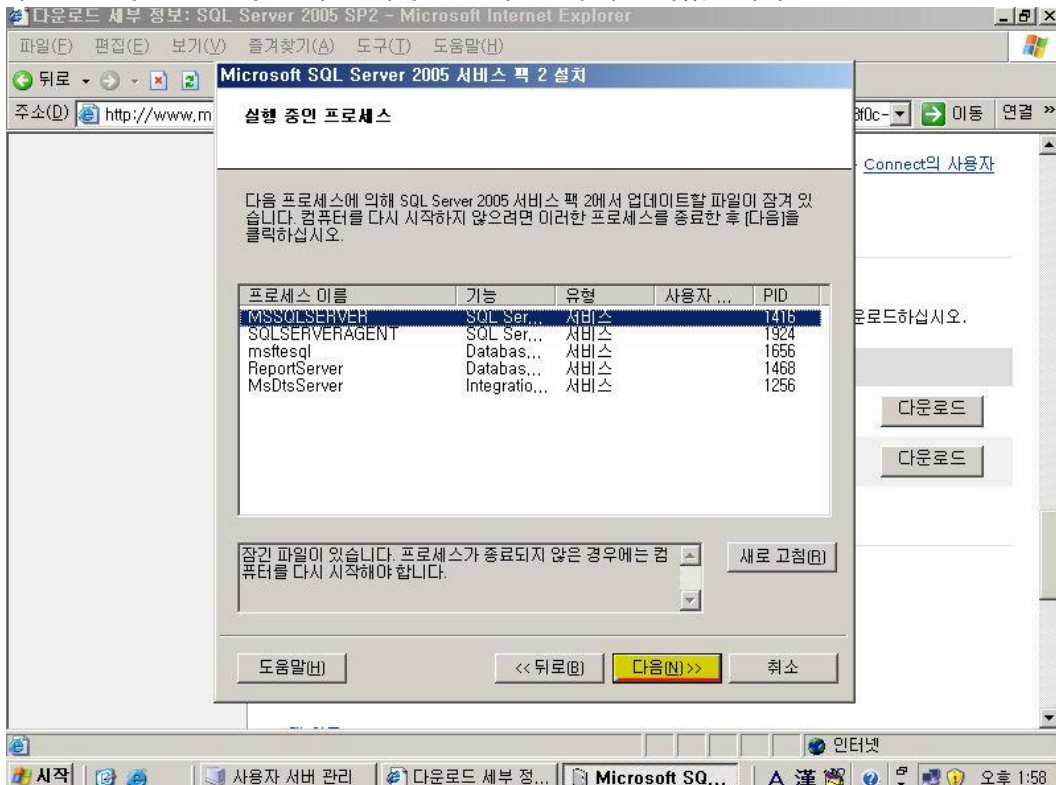 다운로드 세부 정보: SQL Server 2005 SP2 - Microsoft Internet Explorer
파일(F) 편집(E) 보기(V) 즐겨찾기(A) 도구(T) 도움말(H)
뒤로
주소(D) http://www.m 3f0c- 이동 연결 »
Microsoft SQL Server 2005 서비스 팩 2 설치
실행 중인 프로세스
Connect의 사용자
다음 프로세스에 의해 SQL Server 2005 서비스 팩 2에서 업데이트할 파일이 잠겨 있
습니다. 컴퓨터를 다시 시작하지 않으려면 이러한 프로세스를 종료한 후 [다음]을
클릭하십시오.
프로세스 이름 기능 유형 사용자 ... PID
MSSQLSERVER SQL Ser... 서비스 1416
SQLSERVERAGENT SQL Ser... 서비스 1924
msftesql Databas... 서비스 1656
ReportServer Databas... 서비스 1468
MsDtsServer Integratio... 서비스 1256
운로드하십시오.
다운로드
다운로드
잠긴 파일이 있습니다. 프로세스가 종료되지 않은 경우에는 컴
퓨터를 다시 시작해야 합니다.
새로 고침(R)
도움말(H) << 뒤로(B) 다음(N) >> 취소
인터넷
시작 사용자 서버 관리 다운로드 세부 정... Microsoft SQ... A 漢 오후 1:58